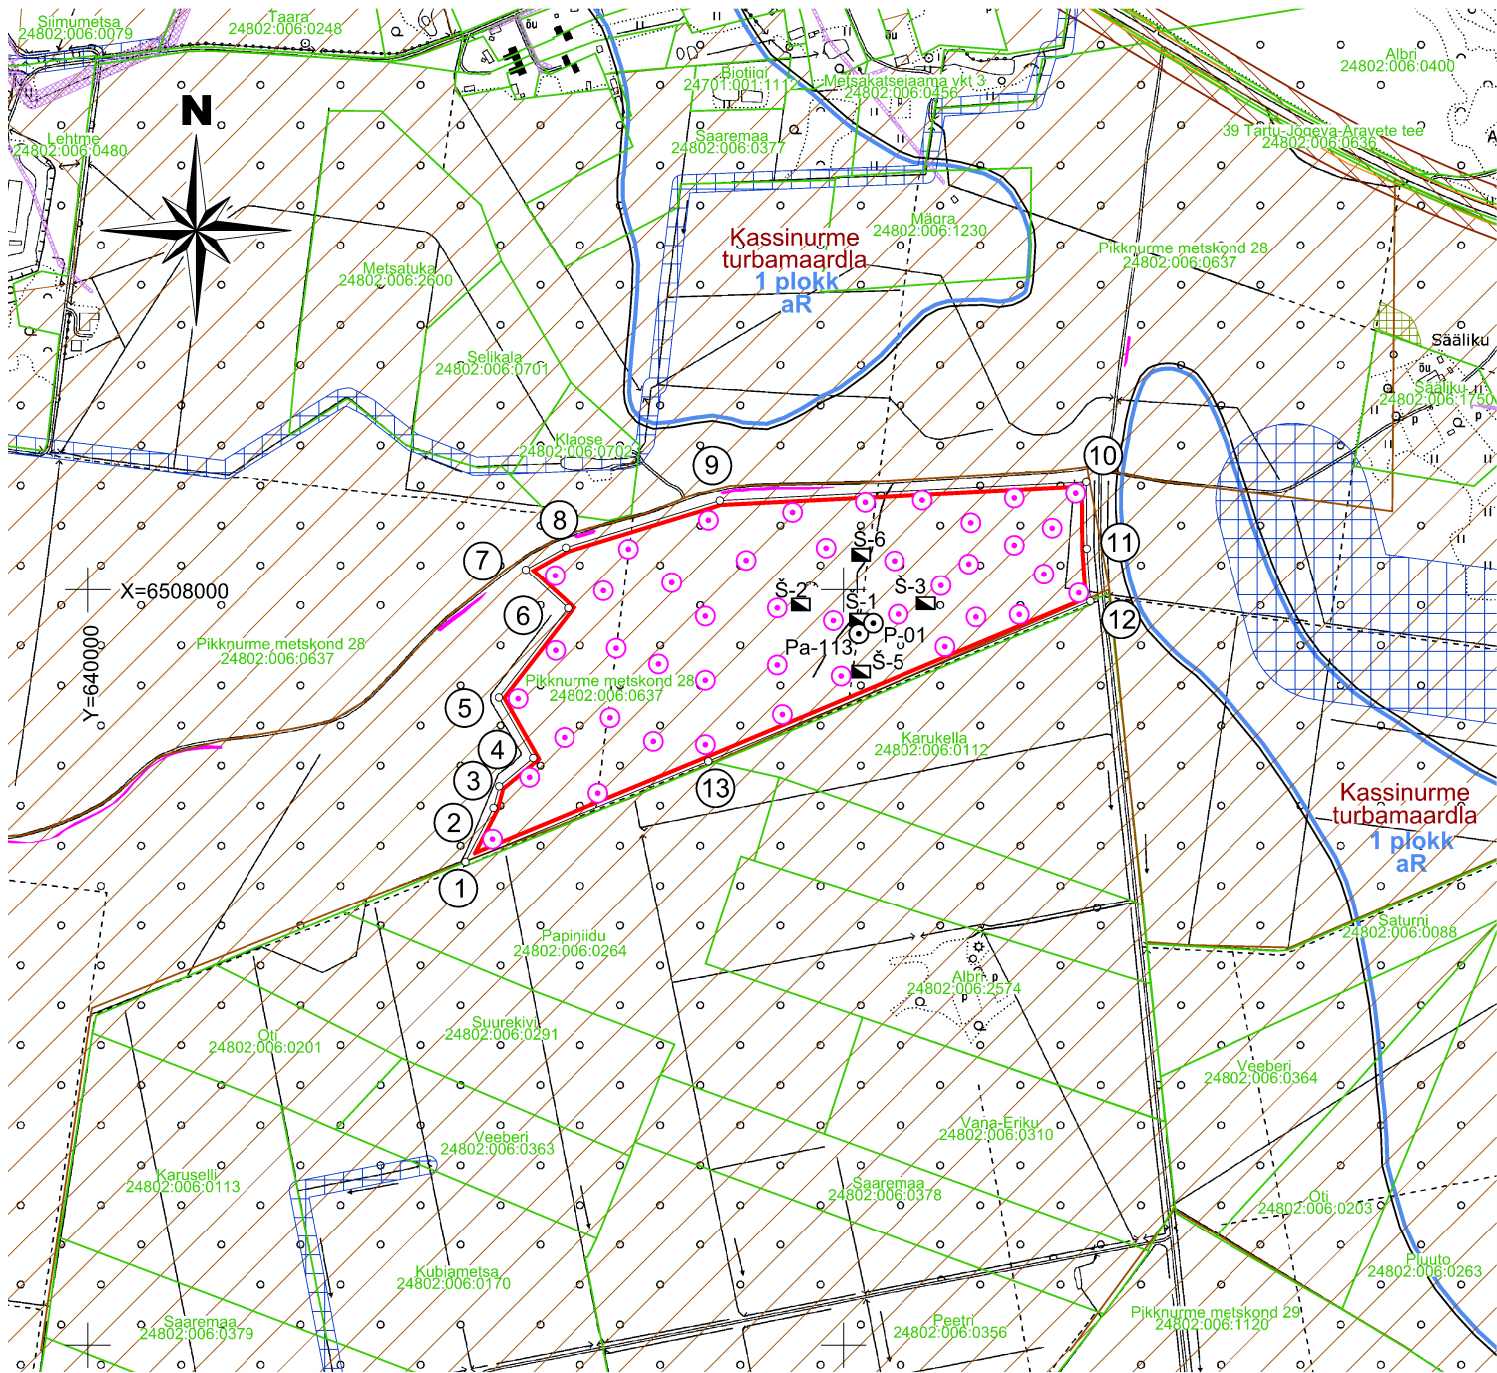 Siimumetsa
24802:006:0079
Taara
24802:006:0248
õu
õu
Biotiigi
24701:001:1112
Metsakatsejaama vkt 3
24802:006:0456
Albri
24802:006:0400
N
Lehtme
24802:006:0480
Saaremaa
24802:006:0377
39 Tartu-Jõgeva-Aravete tee
24802:006:0636
A
Mägra
24802:006:1230
Kassinurme
turbamaardla
1 plokk
aR
Pikknurme metskond 28
24802:006:0637
Metsatuka
24802:006:2600
Selikala
24802:006:0701
Sääliku
õu
Sääliku
24802:006:1750
p
p
Klaose
24802:006:0702
9
10
8
7
11
Š-6
X=6508000
Š-2
Š-3
Š-1
6
12
P-01
Pa-113
Š-5
Y=640000
Pikknurme metskond 28
24802:006:0637
Pikknurme metskond 28
24802:006:0637
5
4
3
13
2
1
Karukella
24802:006:0112
Kassinurme
turbamaardla
1 plokk
aR
Saturni
24802:006:0088
Papiniidu
24802:006:0264
Albri
24802:006:2574
p
p
Oti
24802:006:0201
Suurekivi
24802:006:0291
Veeberi
24802:006:0364
Veeberi
24802:006:0363
Vana-Eriku
24802:006:0310
Karuselli
24802:006:0113
Saaremaa
24802:006:0378
Oti
24802:006:0203
Kubjametsa
24802:006:0170
Pluuto
24802:006:0263
Saaremaa
24802:006:0379
Peetri
24802:006:0356
Pikknurme metskond 29
24802:006:1120